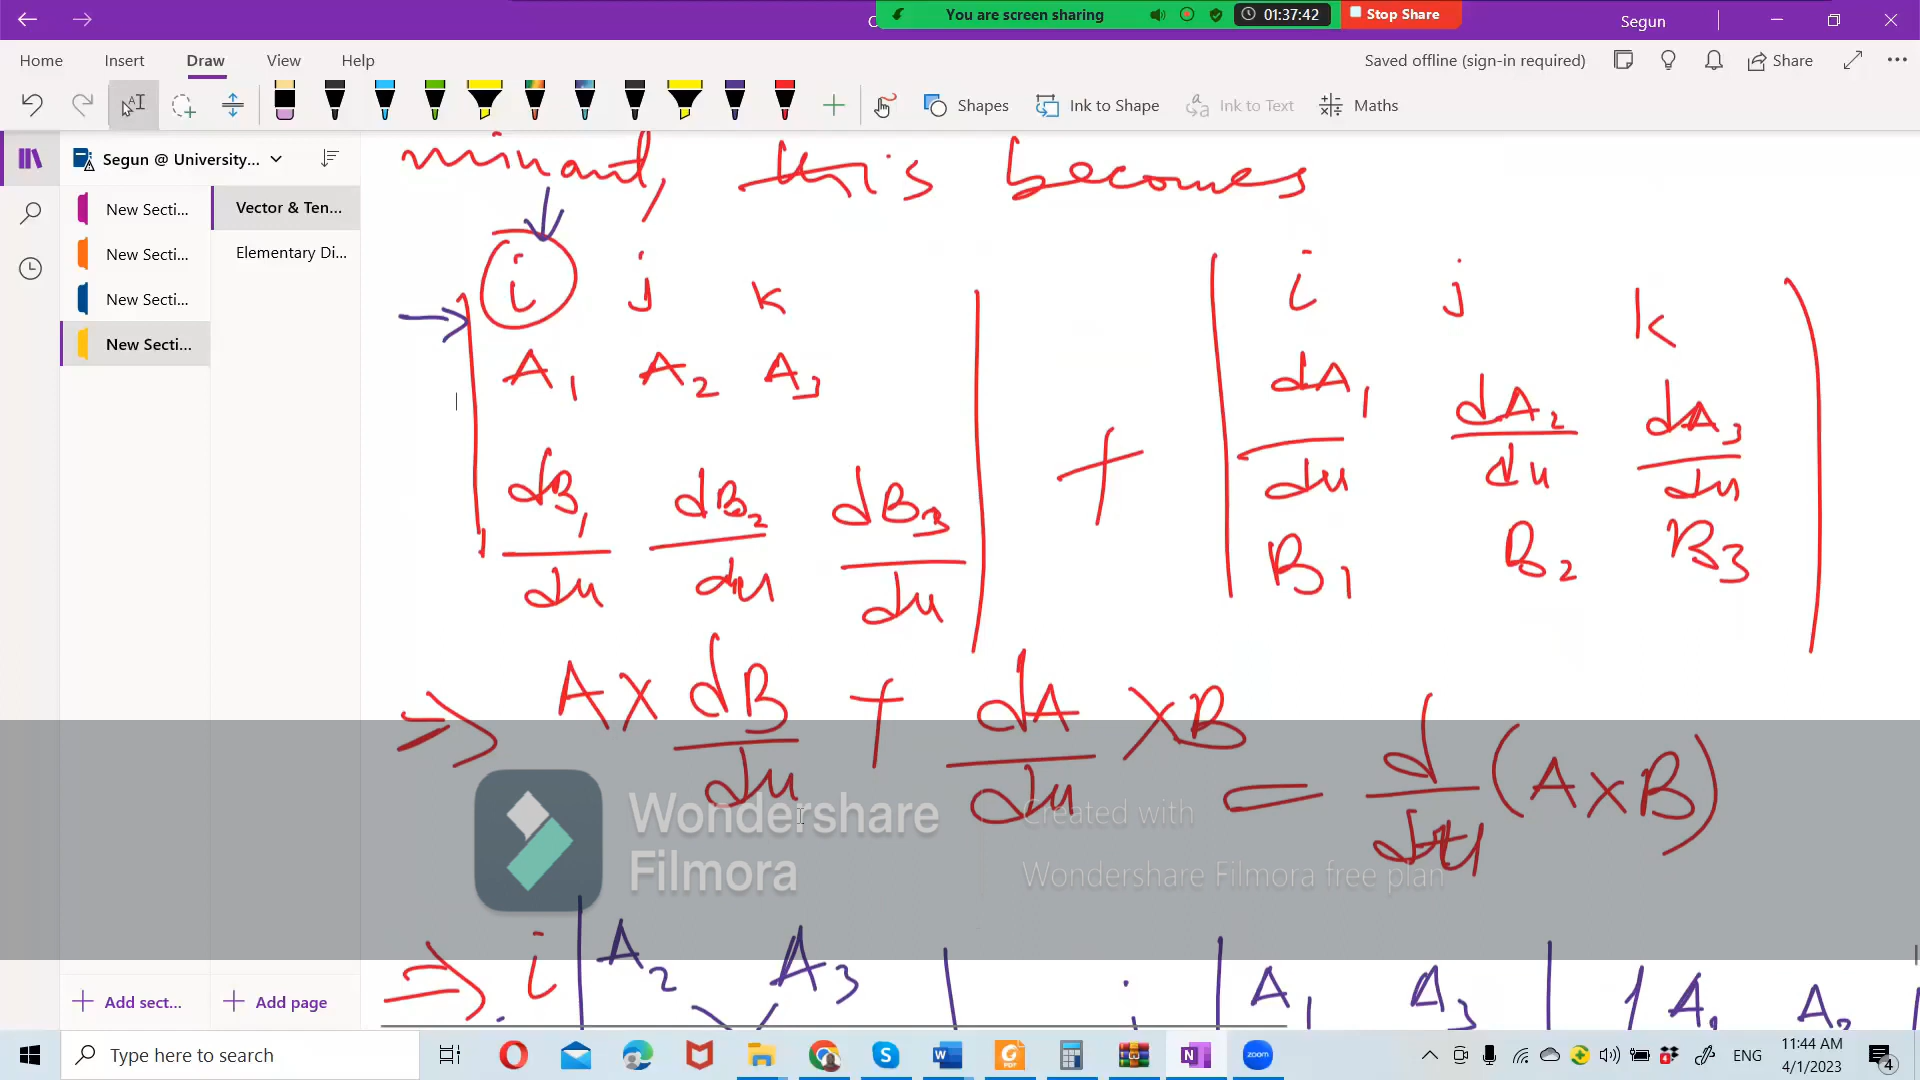 You are screen sharing
01:37:42
Stop Share
Segun
Home Insert Draw View Help
Saved offline (sign-in required)
Share
Shapes
Ink to Shape
Ink to Text
Maths
Segun @ University...
New Secti...
New Secti...
New Secti...
New Secti...
Vector & Ten...
Elementary Di...
minant, this becomes
| i j k | + | i j k |
| A₁ A₂ A₃ | | dA₁/du dA₂/du dA₃/du |
| dB₁/du dB₂/du dB₃/du | | B₁ B₂ B₃ |
⇒ A × dB/du + dA/du × B = d/du (A × B)
Wondershare
Filmora
Created with
Wondershare Filmora free plan
⇒ i | A₂ A₃ | j | A₁ A₃ | | A₁ A₂
Add sect...
Add page
Type here to search
W
N
zoom
ENG
11:44 AM
4/1/2023
4